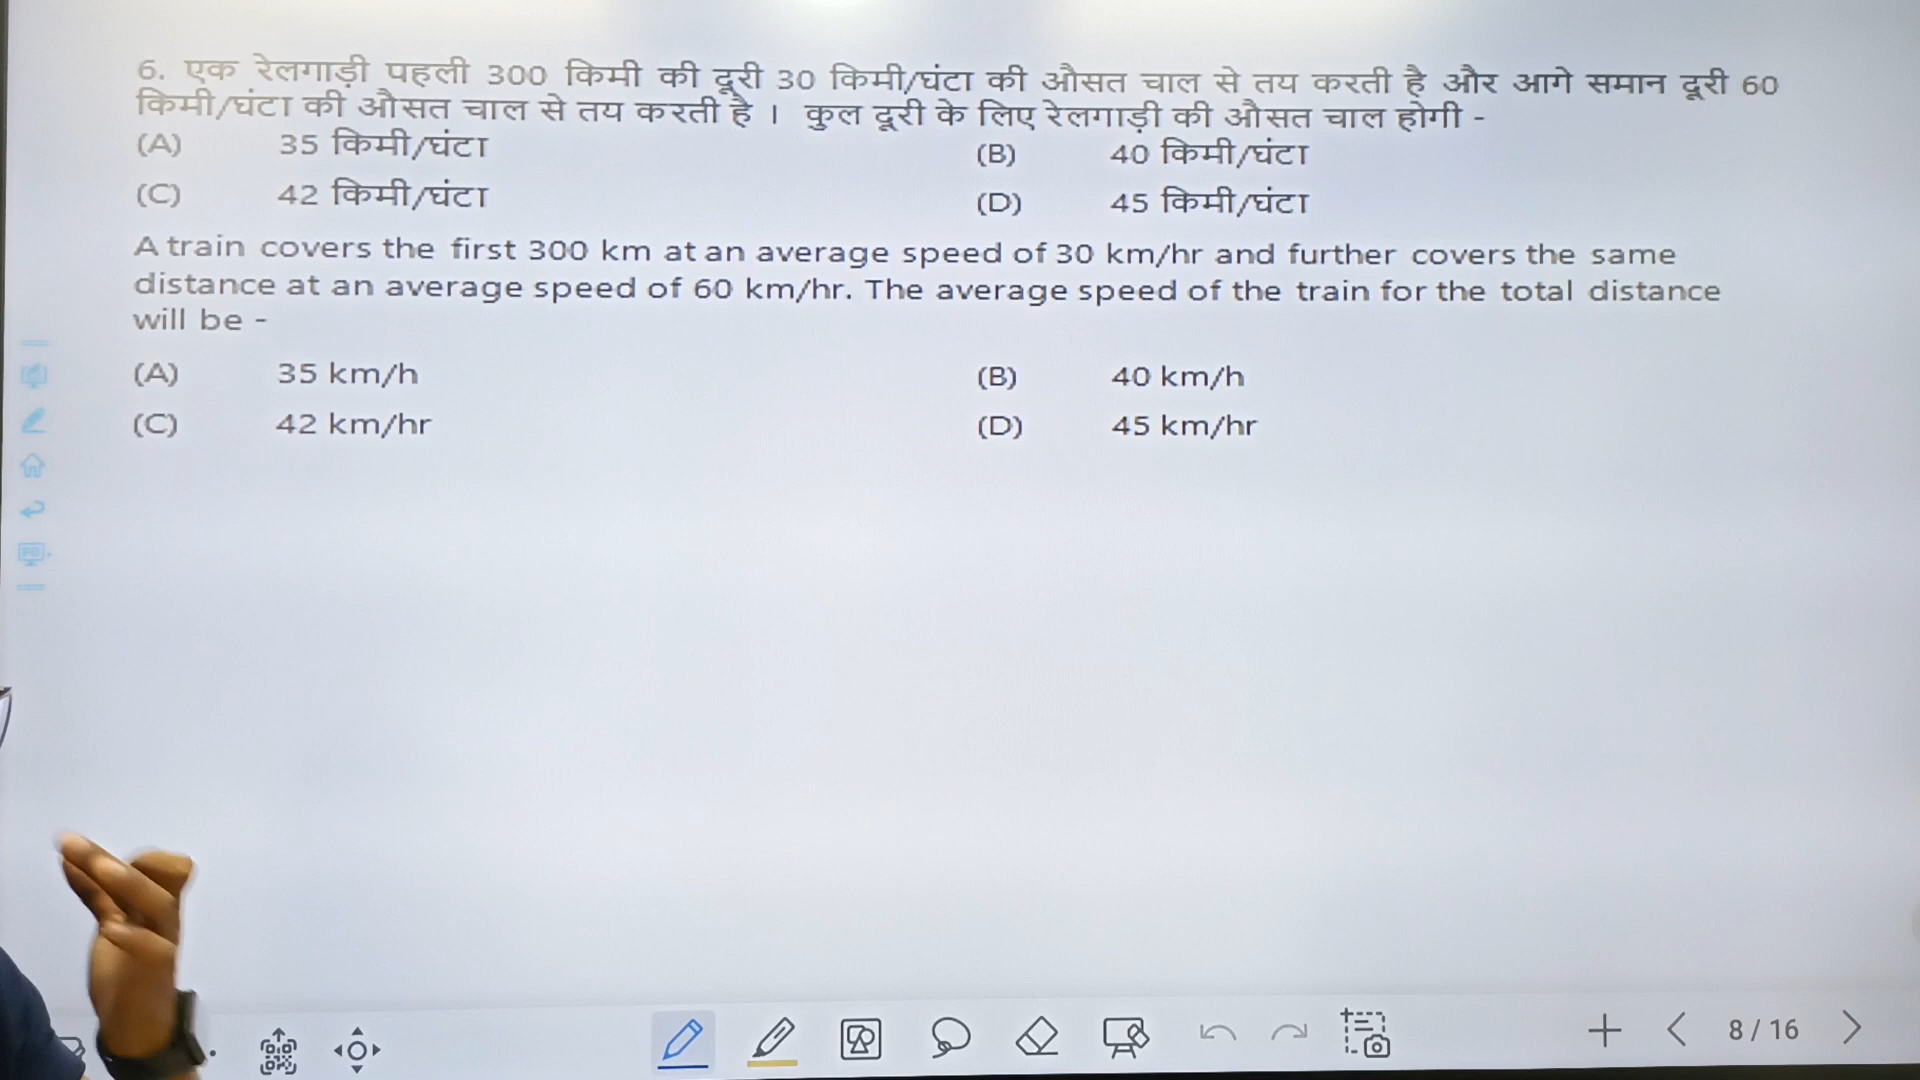 6. एक रेलगाड़ी पहली 300 किमी की दूरी 30 किमी/घंटा की औसत चाल से तय करती है और आगे समान दूरी 60
किमी/घंटा की औसत चाल से तय करती है । कुल दूरी के लिए रेलगाड़ी की औसत चाल होगी -
(A) 35 किमी/घंटा (B) 40 किमी/घंटा
(C) 42 किमी/घंटा (D) 45 किमी/घंटा
A train covers the first 300 km at an average speed of 30 km/hr and further covers the same
distance at an average speed of 60 km/hr. The average speed of the train for the total distance
will be -
(A) 35 km/h (B) 40 km/h
(C) 42 km/hr (D) 45 km/hr
8 / 16